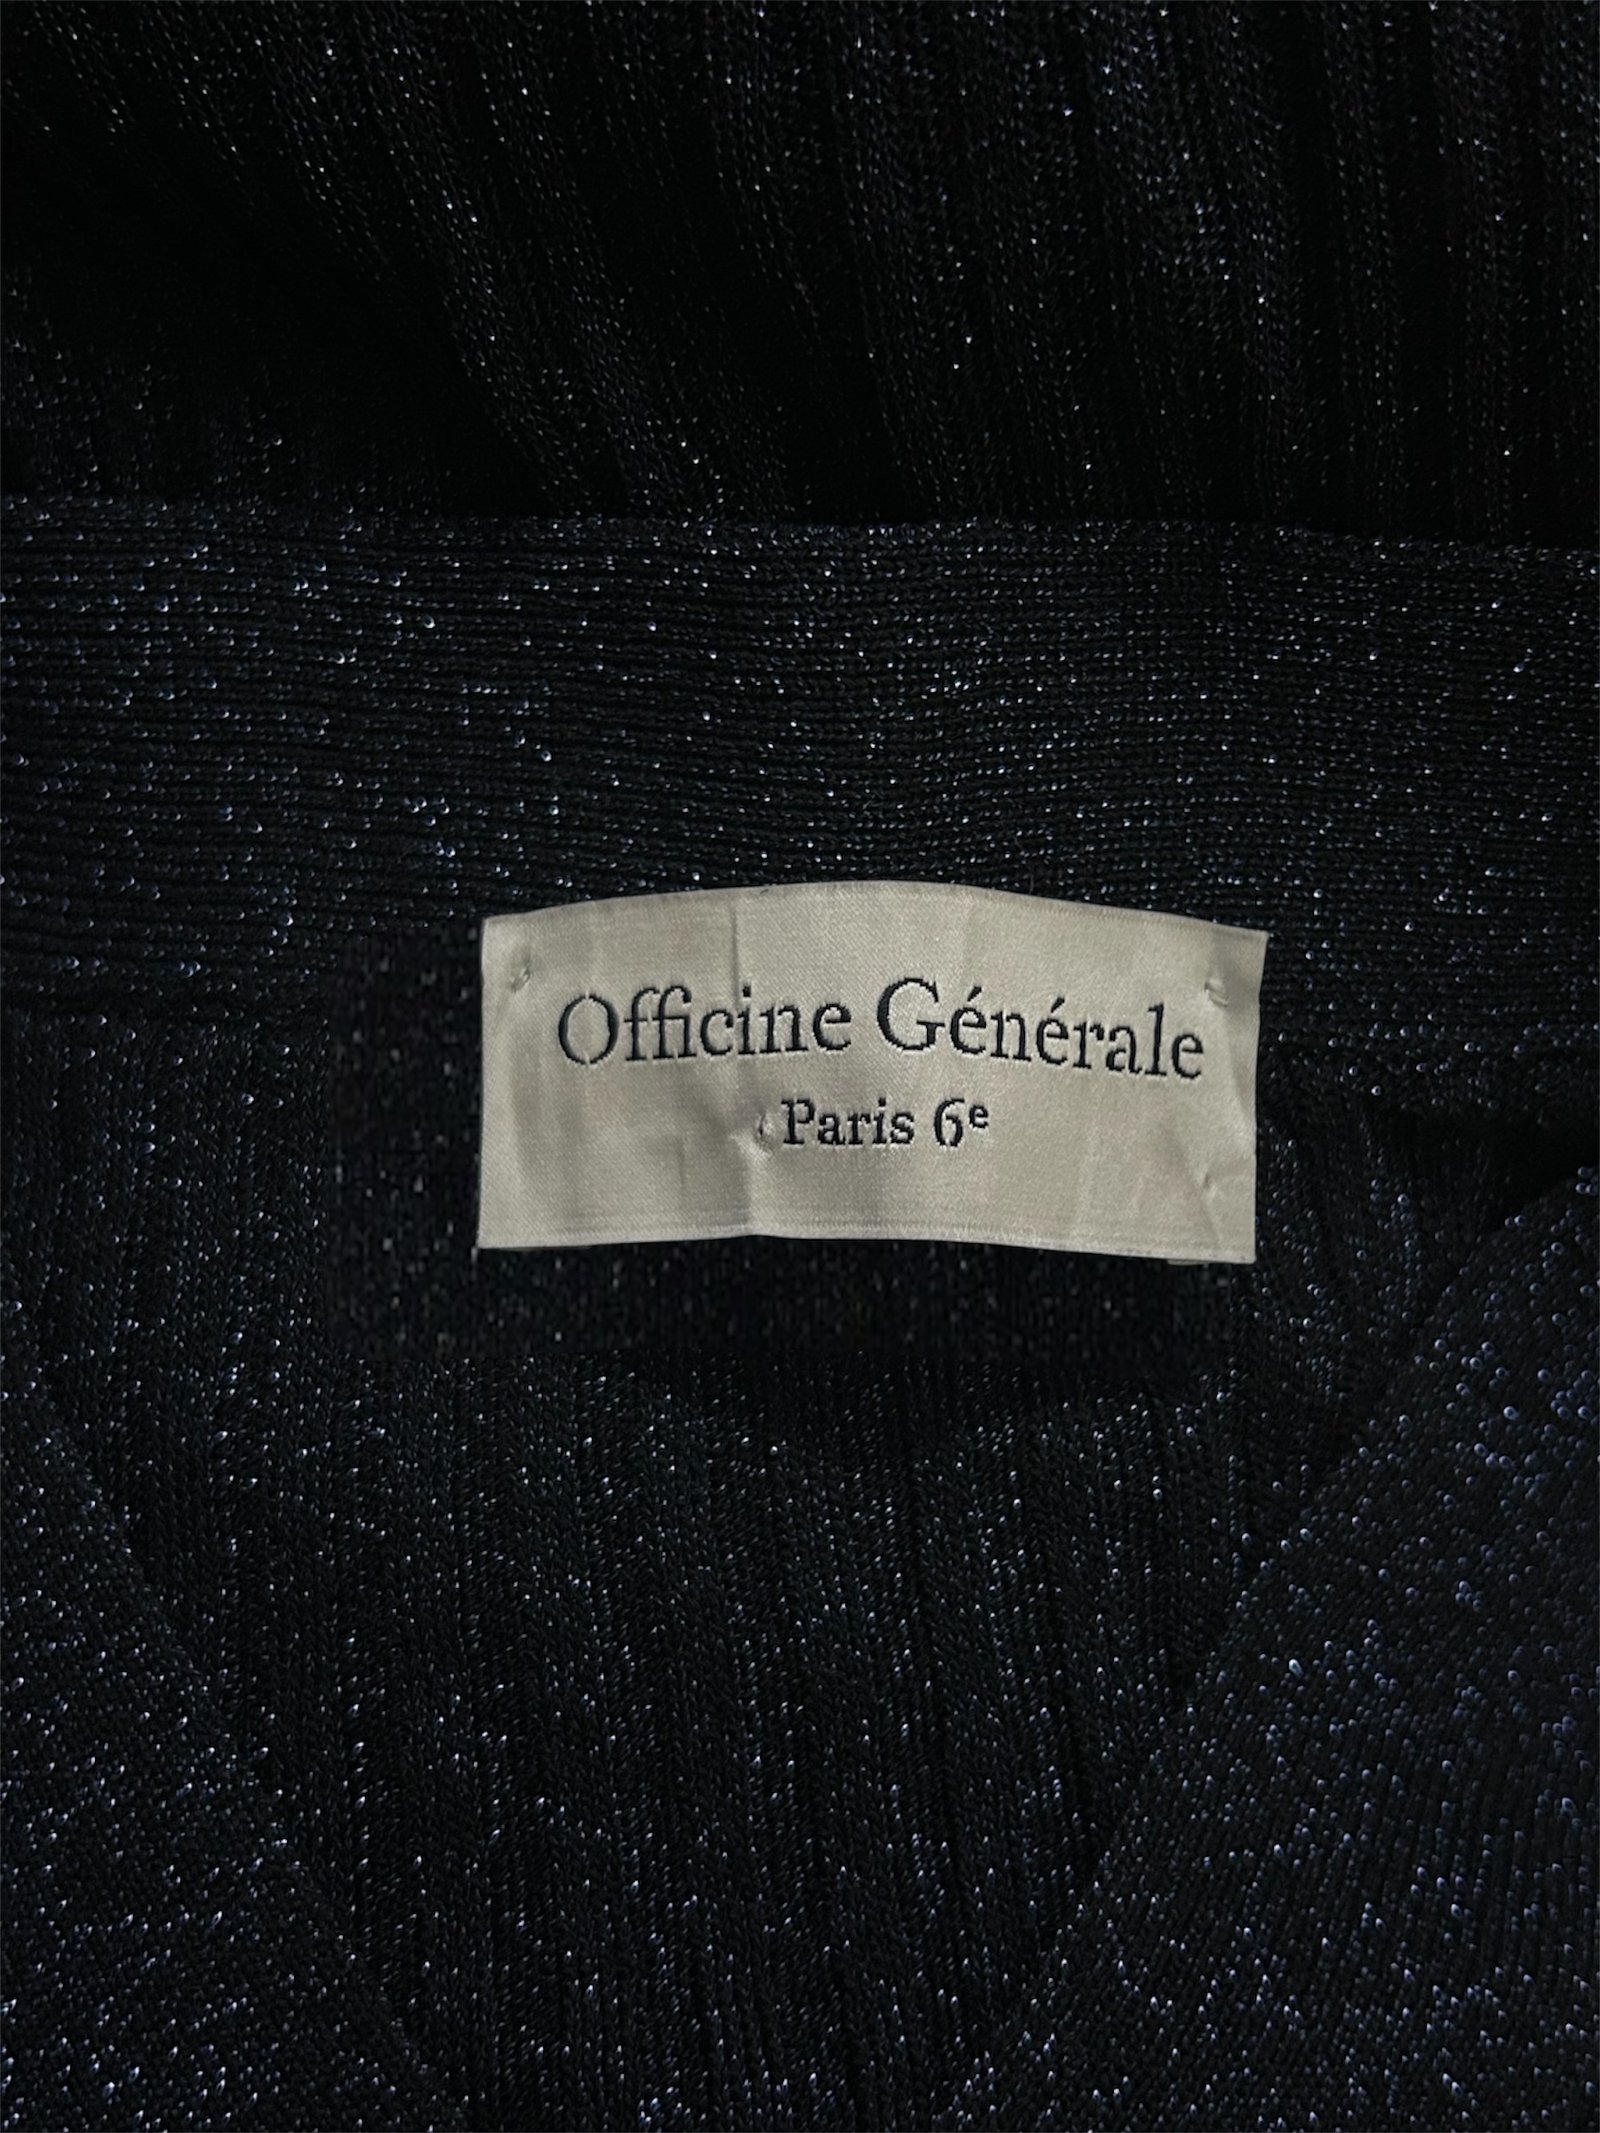 Officine Générale
Paris 6ᵉ